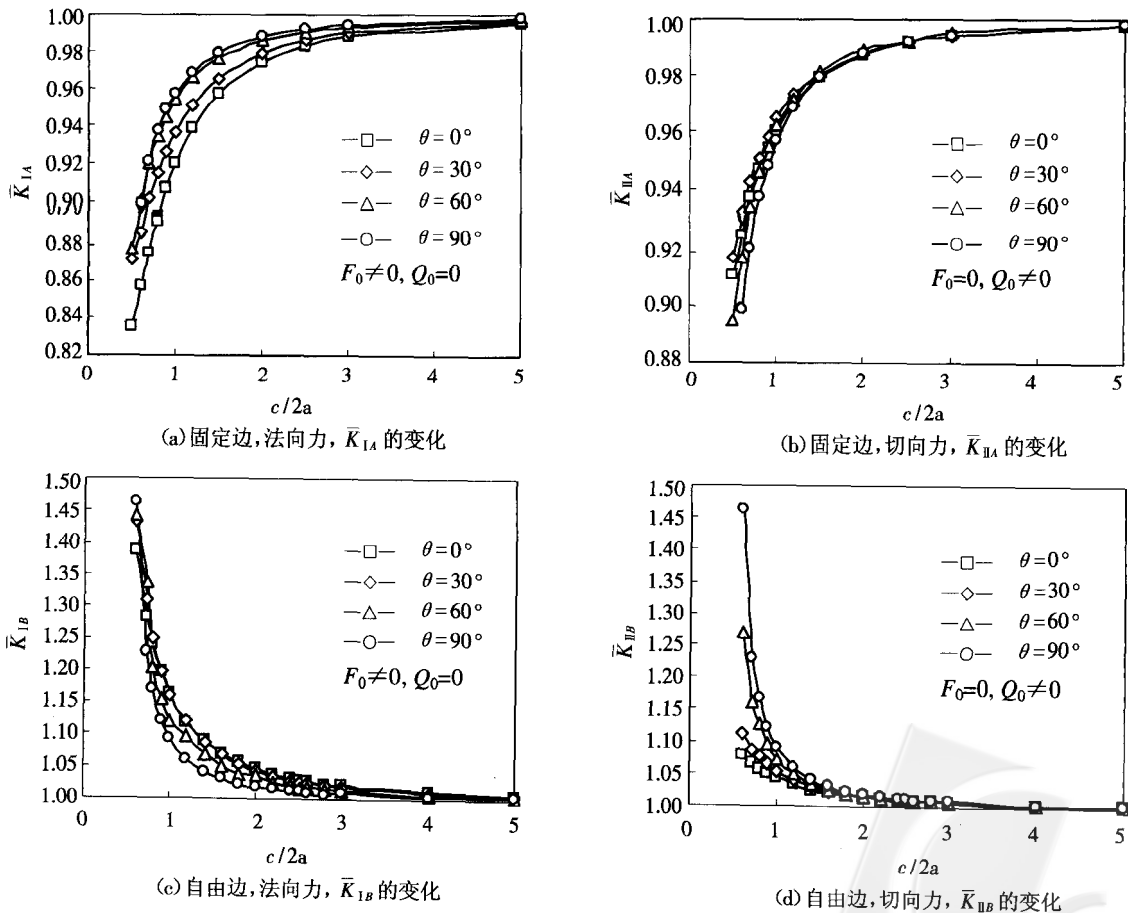 1.00
0.98
0.96
0.94
0.92
0.90
0.88
0.86
0.84
0.82
K̄ⅠA
0 1 2 3 4 5
c/2a
—□— θ=0°
—◇— θ=30°
—△— θ=60°
—○— θ=90°
F₀≠0, Q₀=0
(a)固定边,法向力, K̄ⅠA 的变化
1.00
0.98
0.96
0.94
0.92
0.90
0.88
K̄ⅡA
0 1 2 3 4 5
c/2a
—□— θ=0°
—◇— θ=30°
—△— θ=60°
—○— θ=90°
F₀=0, Q₀≠0
(b)固定边,切向力, K̄ⅡA 的变化
1.50
1.45
1.40
1.35
1.30
1.25
1.20
1.15
1.10
1.05
1.00
K̄ⅠB
0 1 2 3 4 5
c/2a
—□— θ=0°
—◇— θ=30°
—△— θ=60°
—○— θ=90°
F₀≠0, Q₀=0
(c)自由边,法向力, K̄ⅠB 的变化
1.50
1.45
1.40
1.35
1.30
1.25
1.20
1.15
1.10
1.05
1.00
K̄ⅡB
0 1 2 3 4 5
c/2a
—□— θ=0°
—◇— θ=30°
—△— θ=60°
—○— θ=90°
F₀=0, Q₀≠0
(d)自由边,切向力, K̄ⅡB 的变化